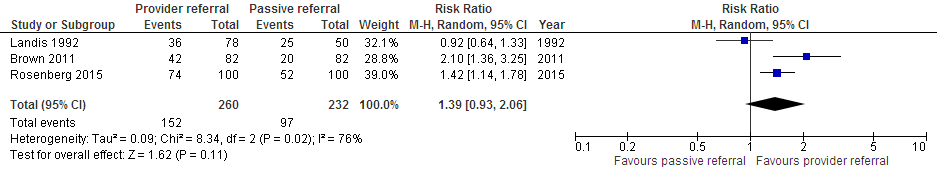 Provider referral Passive referral Risk Ratio Risk Ratio
Study or Subgroup Events Total Events Total Weight M-H, Random, 95% CI Year M-H, Random, 95% CI
Landis 1992 36 78 25 50 32.1% 0.92 [0.64, 1.33] 1992
Brown 2011 42 82 20 82 28.8% 2.10 [1.36, 3.25] 2011
Rosenberg 2015 74 100 52 100 39.0% 1.42 [1.14, 1.78] 2015
Total (95% CI) 260 232 100.0% 1.39 [0.93, 2.06]
Total events 152 97
Heterogeneity: Tau² = 0.09; Chi² = 8.34, df = 2 (P = 0.02); I² = 76%
Test for overall effect: Z = 1.62 (P = 0.11)
0.1 0.2 0.5 1 2 5 10
Favours passive referral Favours provider referral